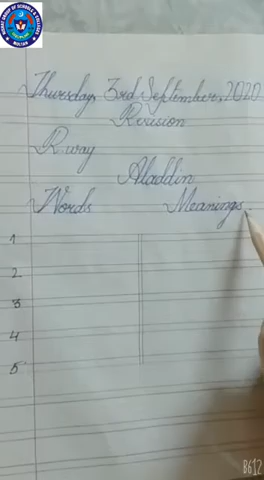 Thursday, 3rd September, 2020
Revision
R.way
Aladdin
Words Meanings
1
2
3
4
5
B612